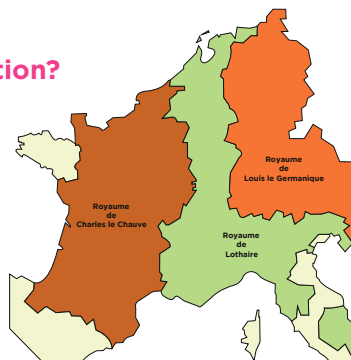 tion?
Royaume
de
Louis le Germanique
Royaume
de
Charles le Chauve
Royaume
de
Lothaire